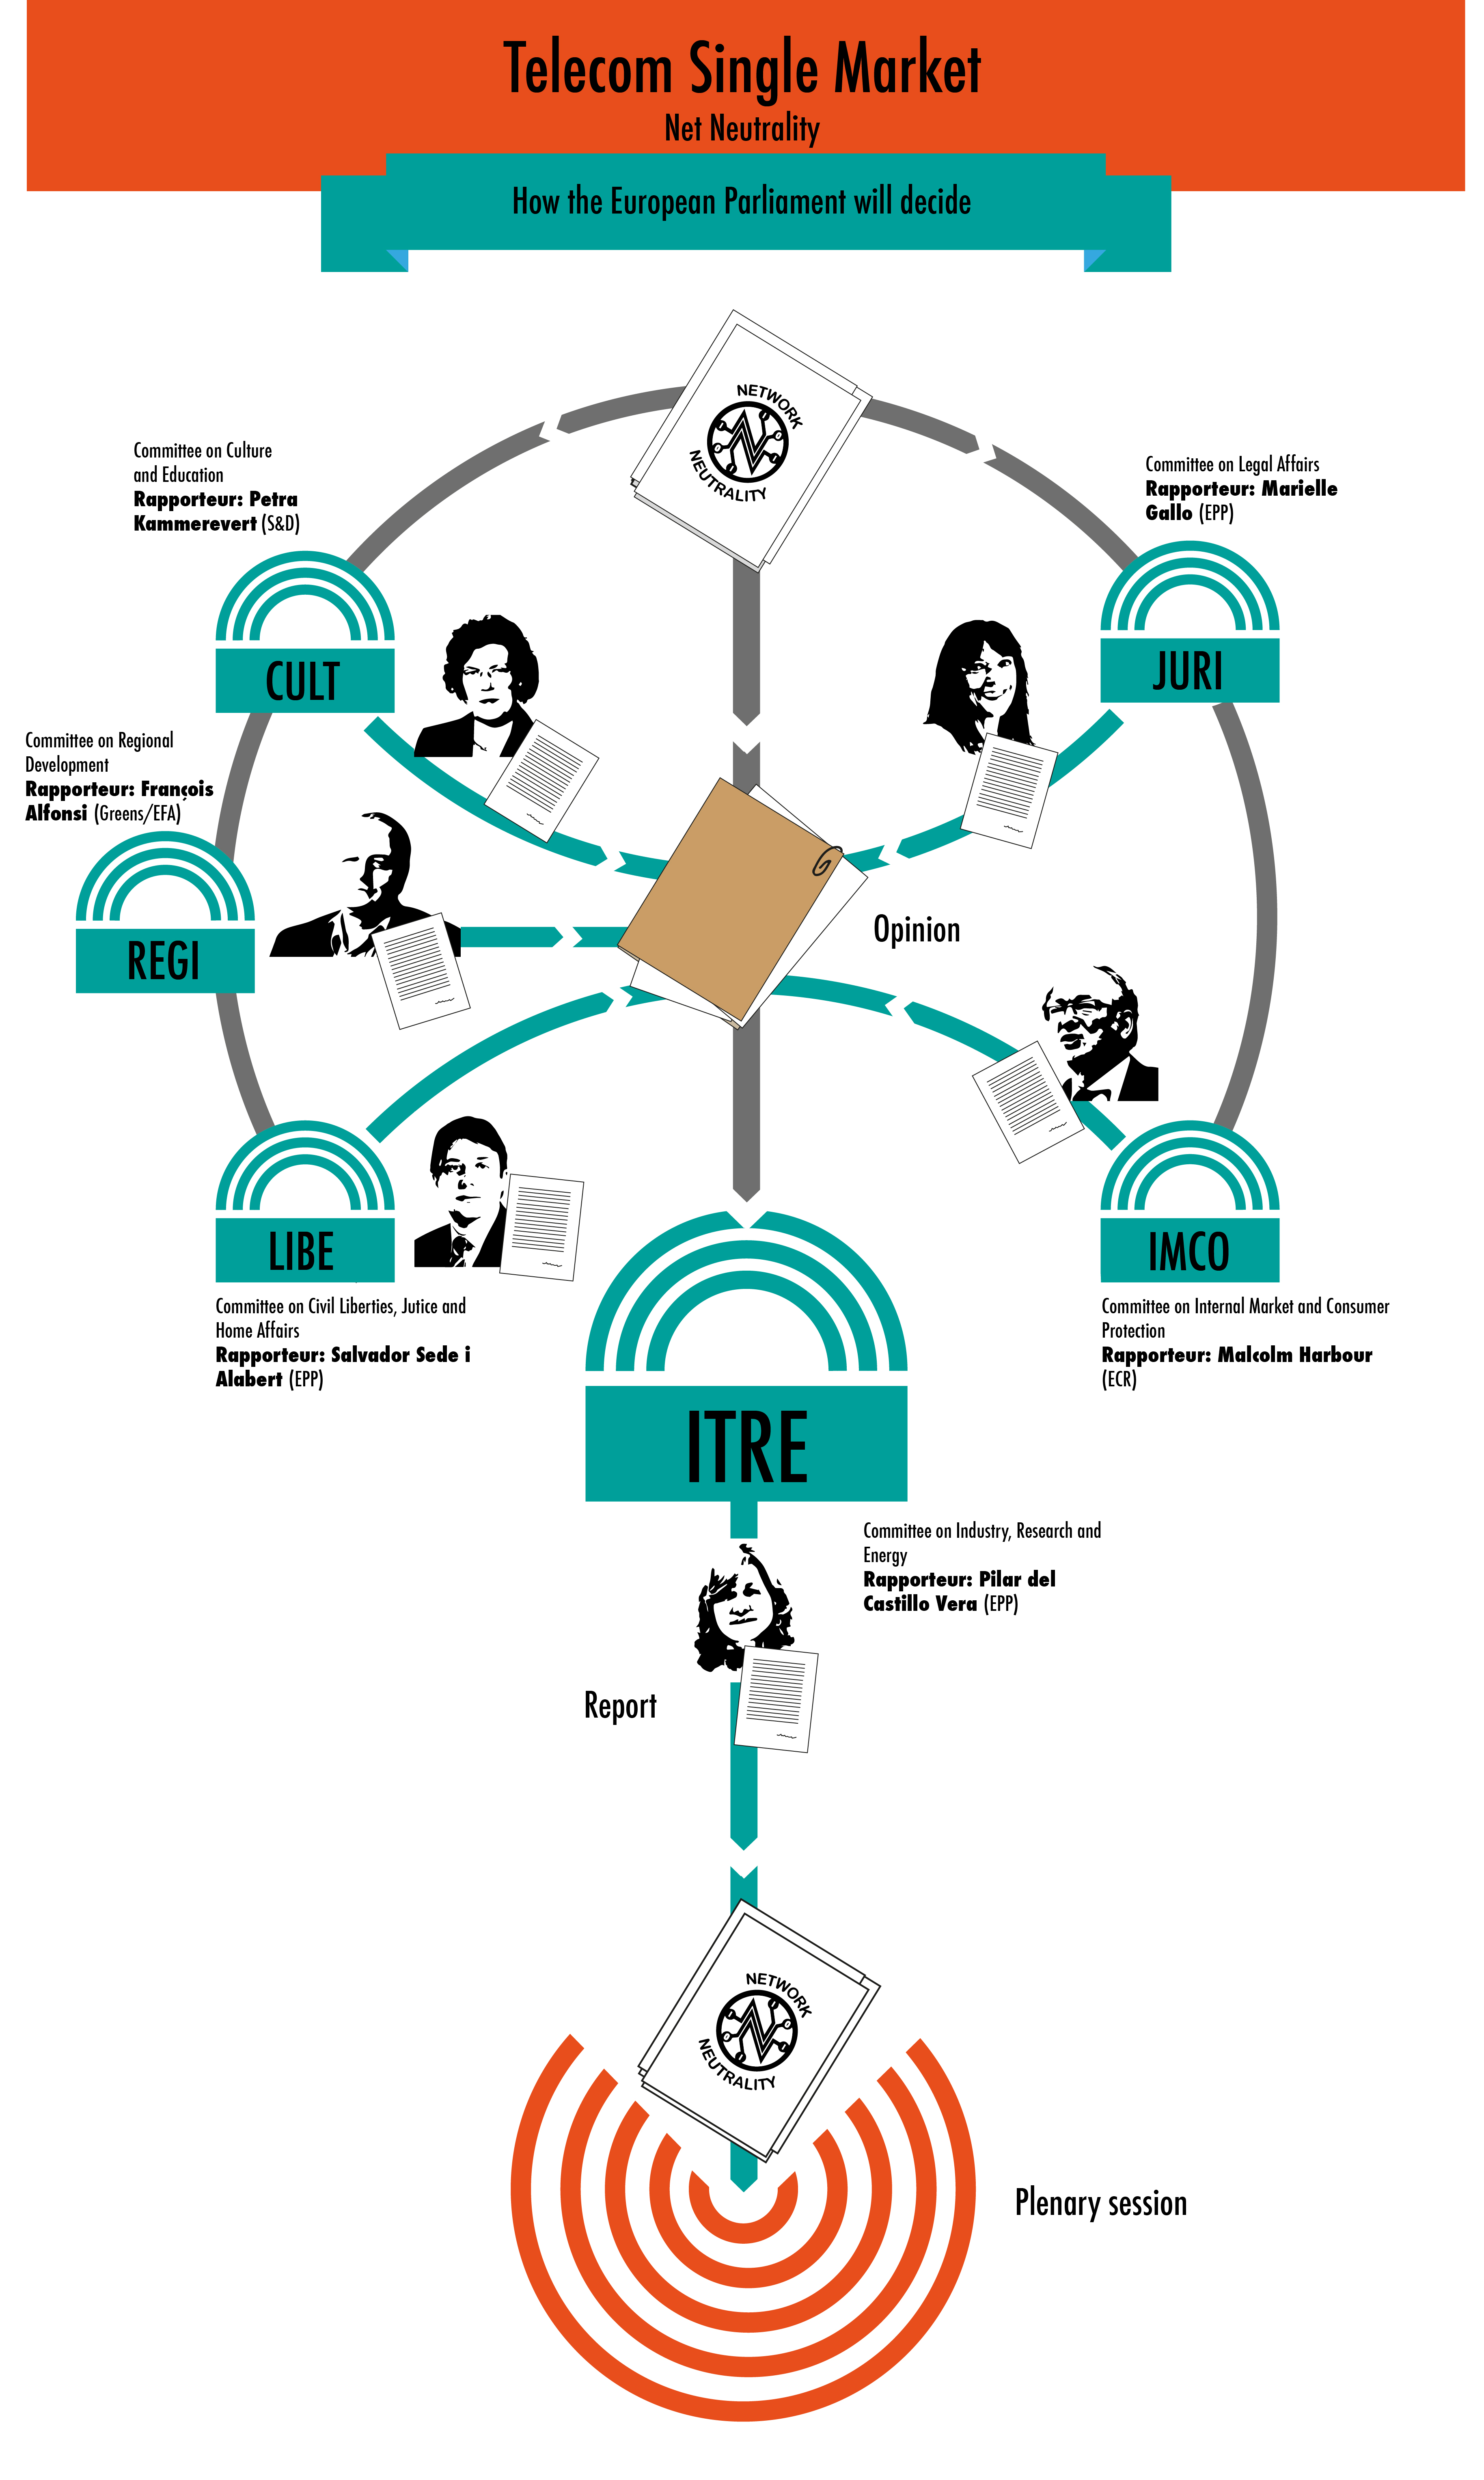 Telecom Single Market
Net Neutrality
How the European Parliament will decide
NETWORK
NEUTRALITY
Committee on Culture
and Education
Rapporteur: Petra
Kammerevert (S&D)
CULT
Committee on Legal Affairs
Rapporteur: Marielle
Gallo (EPP)
JURI
Committee on Regional
Development
Rapporteur: François
Alfonsi (Greens/EFA)
REGI
Opinion
LIBE
Committee on Civil Liberties, Jutice and
Home Affairs
Rapporteur: Salvador Sede i
Alabert (EPP)
IMCO
Committee on Internal Market and Consumer
Protection
Rapporteur: Malcolm Harbour
(ECR)
ITRE
Committee on Industry, Research and
Energy
Rapporteur: Pilar del
Castillo Vera (EPP)
Report
NETWORK
NEUTRALITY
Plenary session